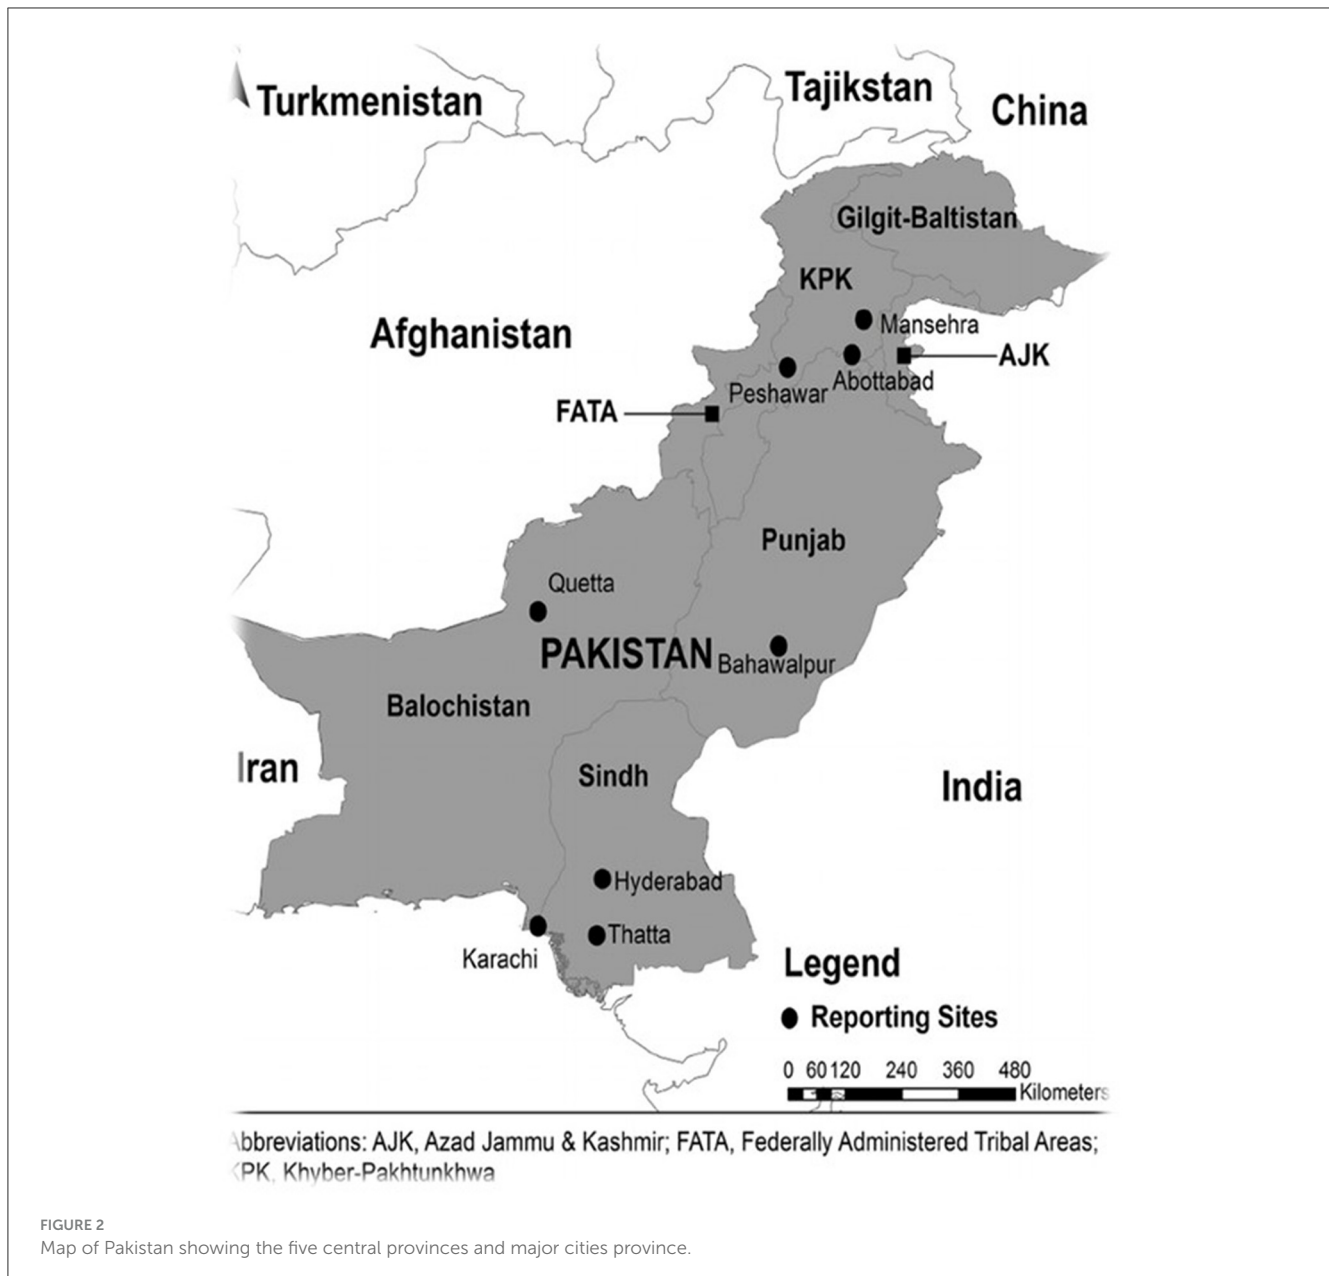 Turkmenistan
Tajikstan
China
Gilgit-Baltistan
KPK
Mansehra
Afghanistan
AJK
Abottabad
Peshawar
FATA
Punjab
Quetta
PAKISTAN
Bahawalpur
Balochistan
Iran
Sindh
India
Hyderabad
Thatta
Karachi
Legend
Reporting Sites
0 60 120 240 360 480
Kilometers
Abbreviations: AJK, Azad Jammu & Kashmir; FATA, Federally Administered Tribal Areas;
KPK, Khyber-Pakhtunkhwa
FIGURE 2
Map of Pakistan showing the five central provinces and major cities province.